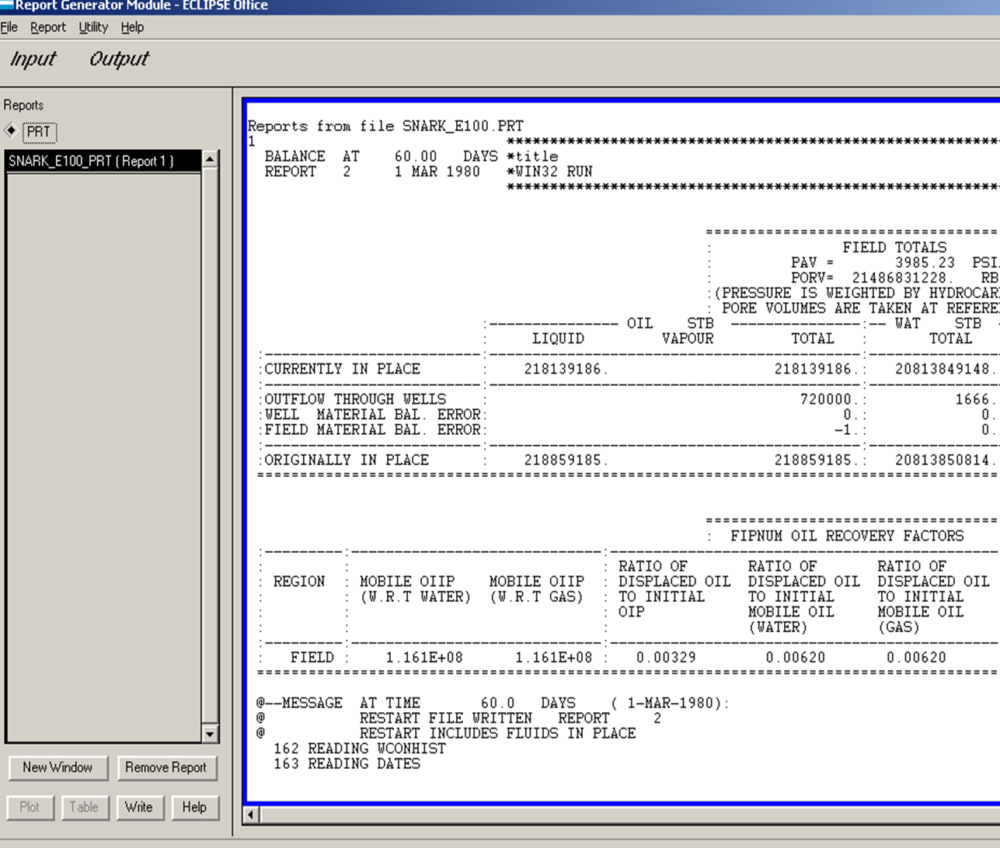 Report Generator Module - ECLIPSE Office
File Report Utility Help
Input Output
Reports
PRT
SNARK_E100_PRT ( Report 1 )
New Window Remove Report
Plot Table Write Help
Reports from file SNARK_E100.PRT
1 *********************************************************
BALANCE AT 60.00 DAYS *title
REPORT 2 1 MAR 1980 *WIN32 RUN
*********************************************************
==================================
: FIELD TOTALS
: PAV = 3985.23 PSI
: PORV= 21486831228. RB
:(PRESSURE IS WEIGHTED BY HYDROCAR
: PORE VOLUMES ARE TAKEN AT REFERE
:--------------- OIL STB ---------------:-- WAT STB -
: LIQUID VAPOUR TOTAL : TOTAL
:-------------------------:-------------------------------------------:---------------
:CURRENTLY IN PLACE : 218139186. 218139186.: 20813849148.
:-------------------------:-------------------------------------------:---------------
:OUTFLOW THROUGH WELLS : 720000.: 1666.
:WELL MATERIAL BAL. ERROR: 0.: 0.
:FIELD MATERIAL BAL. ERROR: -1.: 0.
:-------------------------:-------------------------------------------:---------------
:ORIGINALLY IN PLACE : 218859185. 218859185.: 20813850814.
======================================================================================
==================================
: FIPNUM OIL RECOVERY FACTORS
:---------:-----------------------------:---------------------------------------------
: : : RATIO OF RATIO OF RATIO OF
: REGION : MOBILE OIIP MOBILE OIIP : DISPLACED OIL DISPLACED OIL DISPLACED OIL
: : (W.R.T WATER) (W.R.T GAS) : TO INITIAL TO INITIAL TO INITIAL
: : : OIP MOBILE OIL MOBILE OIL
: : : (WATER) (GAS)
:---------:-----------------------------:---------------------------------------------
: FIELD : 1.161E+08 1.161E+08 : 0.00329 0.00620 0.00620
======================================================================================
@--MESSAGE AT TIME 60.0 DAYS ( 1-MAR-1980):
@ RESTART FILE WRITTEN REPORT 2
@ RESTART INCLUDES FLUIDS IN PLACE
162 READING WCONHIST
163 READING DATES